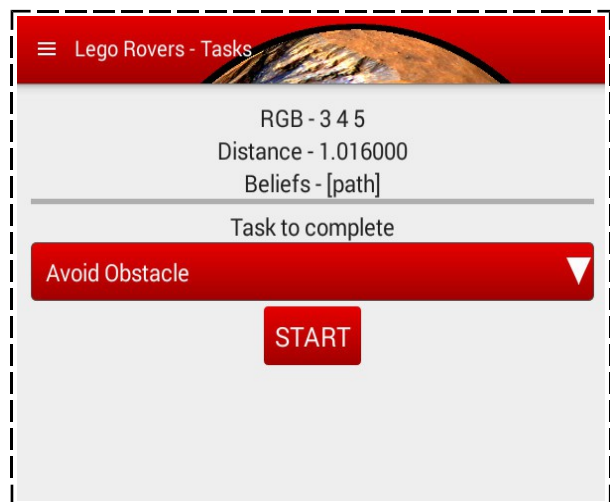 Lego Rovers - Tasks
RGB - 3 4 5
Distance - 1.016000
Beliefs - [path]
Task to complete
Avoid Obstacle
START